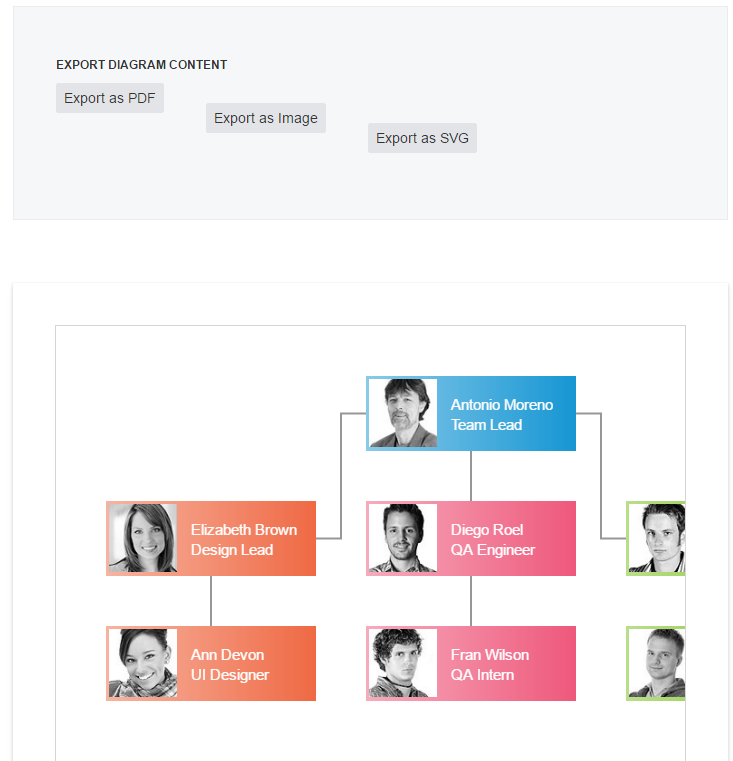 EXPORT DIAGRAM CONTENT
Export as PDF
Export as Image
Export as SVG
Antonio Moreno
Team Lead
Elizabeth Brown
Design Lead
Diego Roel
QA Engineer
Ann Devon
UI Designer
Fran Wilson
QA Intern